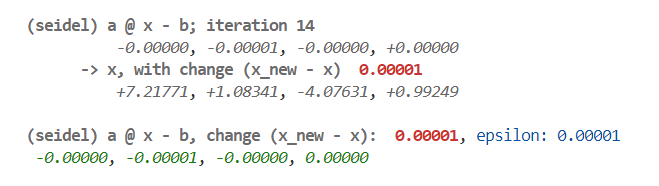 (seidel) a @ x - b; iteration 14
-0.00000, -0.00001, -0.00000, +0.00000
-> x, with change (x_new - x) 0.00001
+7.21771, +1.08341, -4.07631, +0.99249
(seidel) a @ x - b, change (x_new - x): 0.00001, epsilon: 0.00001
-0.00000, -0.00001, -0.00000, 0.00000